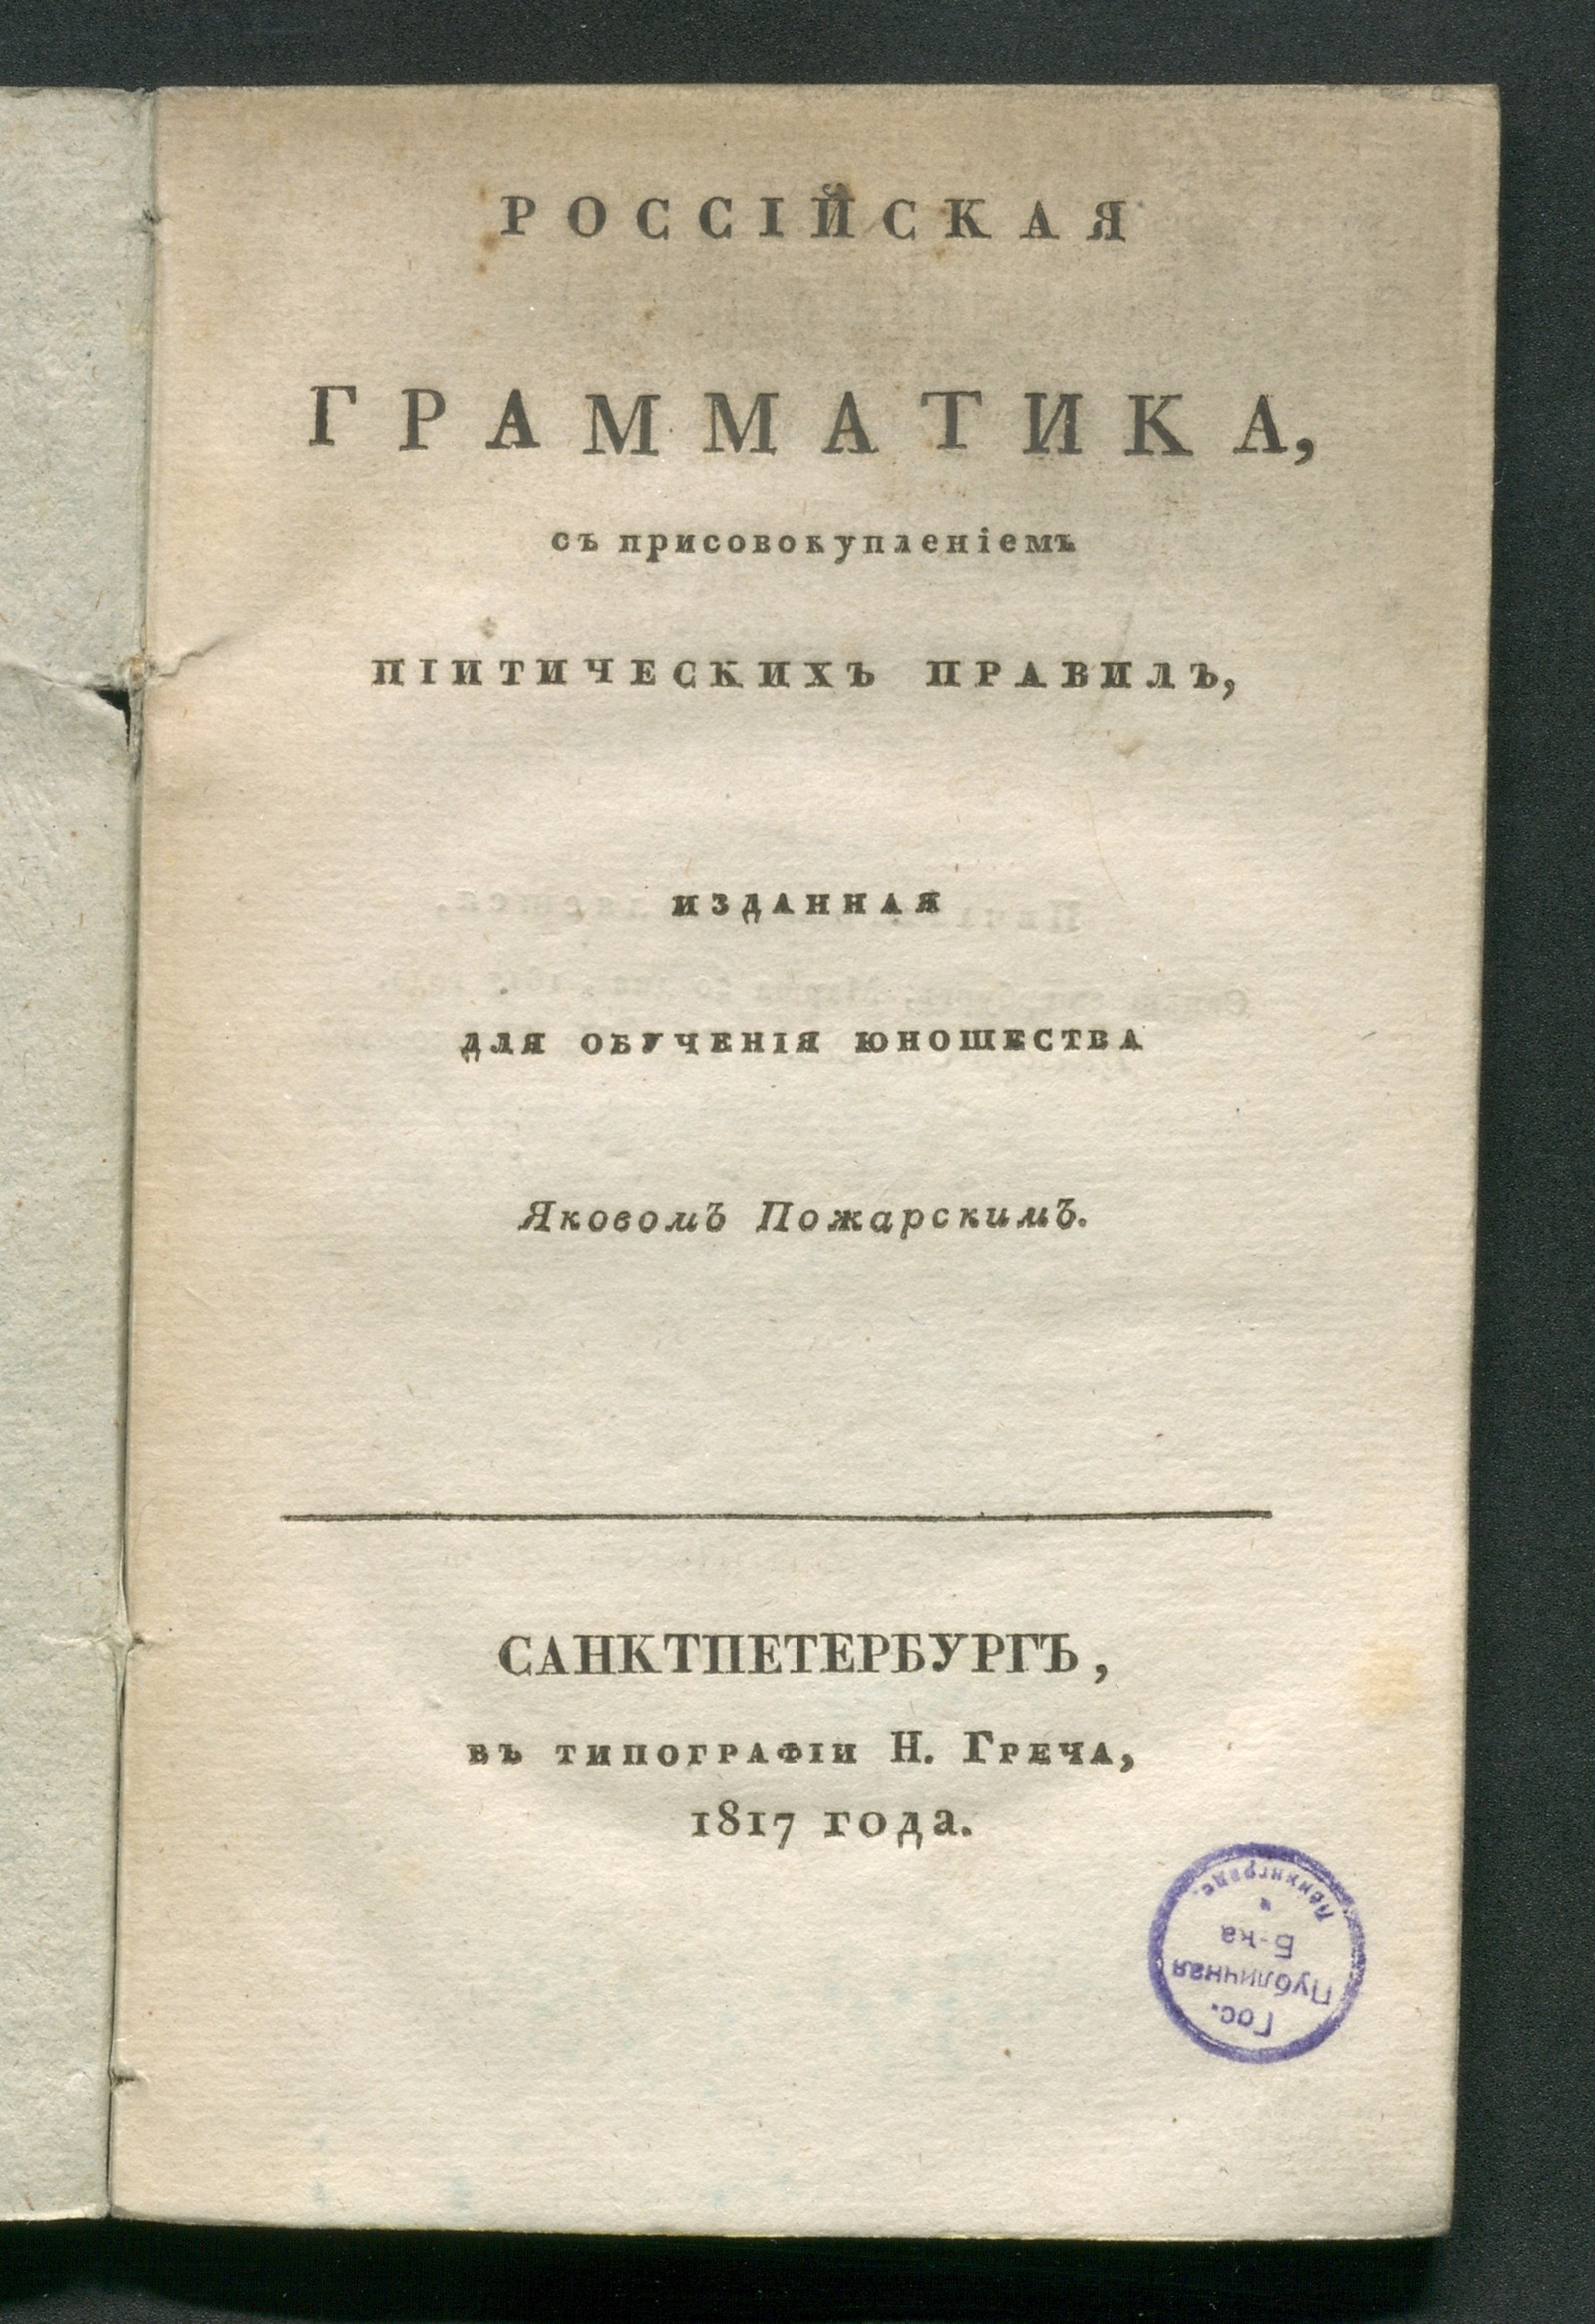 РОССІЙСКАЯ
ГРАММАТИКА,
съ присовокупленіемъ
ПІИТИЧЕСКИХЪ ПРАВИЛЪ,
ИЗДАННАЯ
ДЛЯ ОБУЧЕНІЯ ЮНОШЕСТВА
Яковомъ Пожарскимъ.
САНКТПЕТЕРБУРГЪ,
ВЪ ТИПОГРАФІИ Н. ГРЕЧА,
1817 года.
Гос.
Публичная
Б-ка